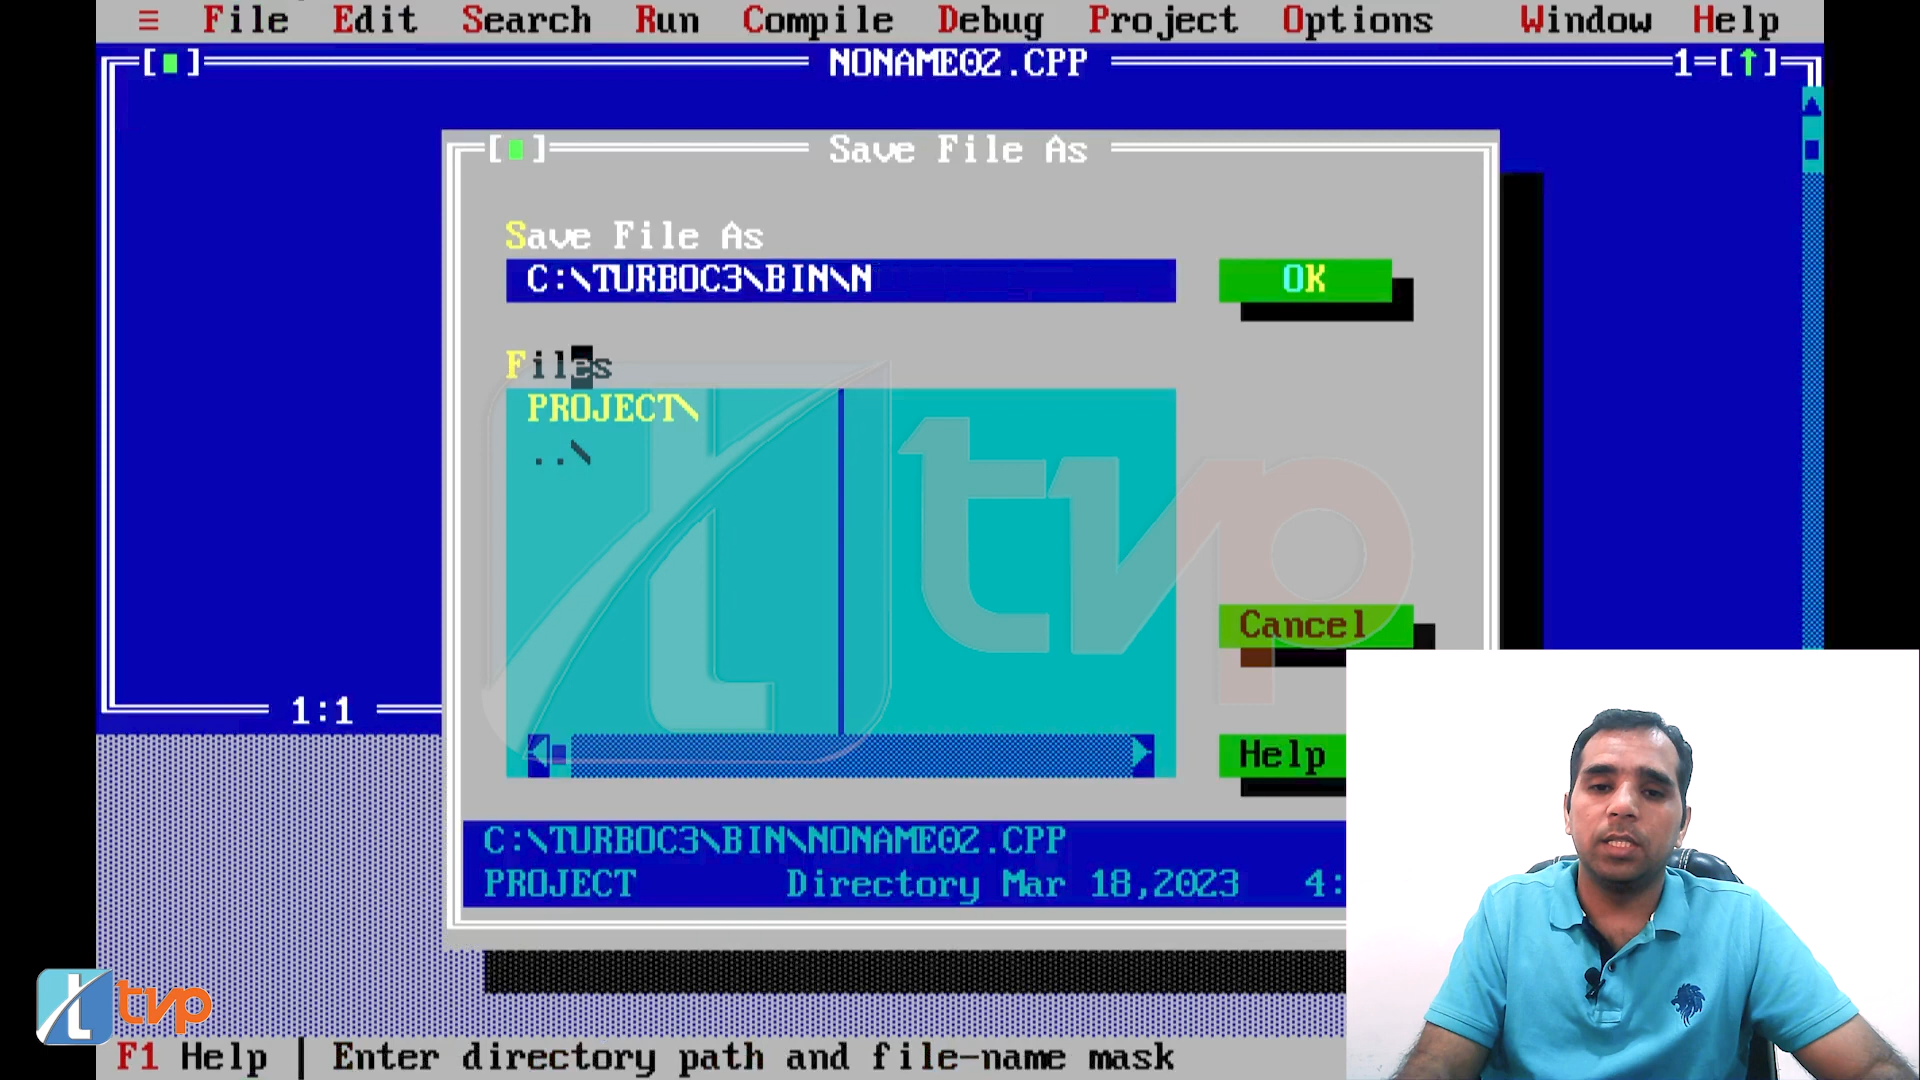 ≡ File Edit Search Run Compile Debug Project Options Window Help
[■] NONAME02.CPP 1=[↑]
[■] Save File As
Save File As
C:\TURBOC3\BIN\N OK
Files
PROJECT\
..\
tvp
Cancel
1:1
Help
C:\TURBOC3\BIN\NONAME02.CPP
PROJECT Directory Mar 18,2023 4:
tvp
F1 Help | Enter directory path and file-name mask